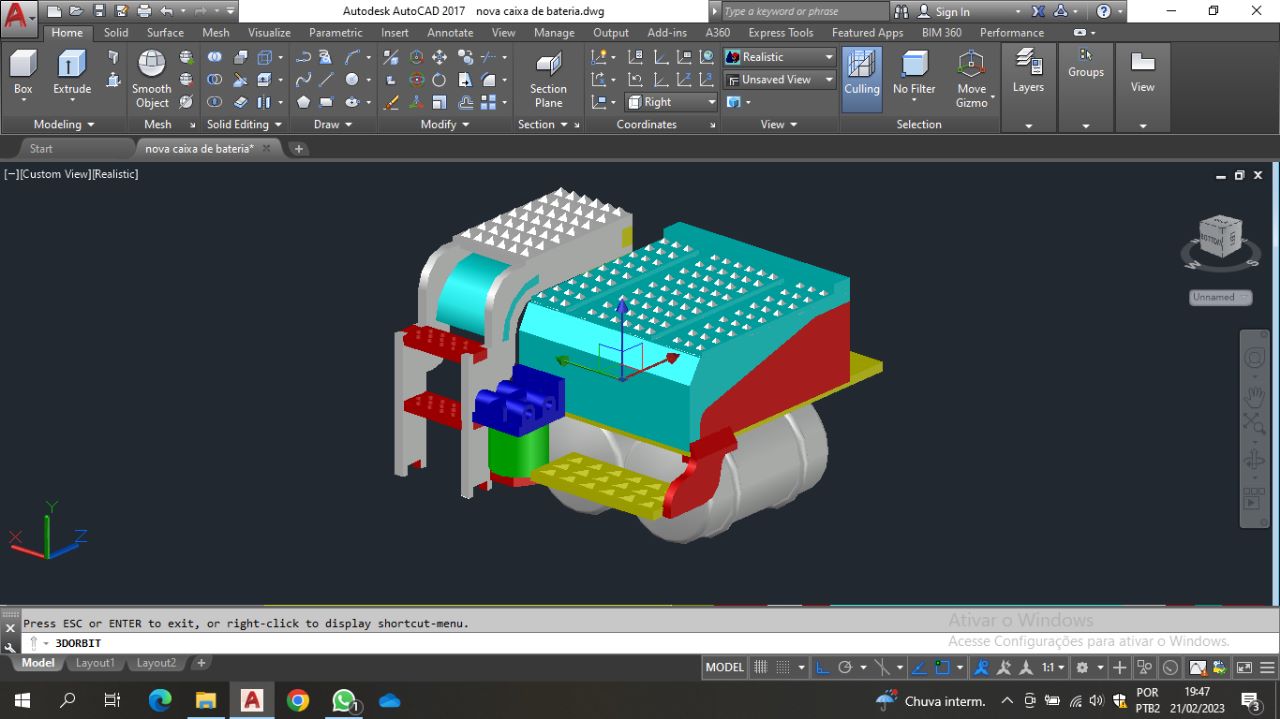 Autodesk AutoCAD 2017 nova caixa de bateria.dwg
Type a keyword or phrase
Sign In
Home Solid Surface Mesh Visualize Parametric Insert Annotate View Manage Output Add-ins A360 Express Tools Featured Apps BIM 360 Performance
Realistic
Unsaved View
Box Extrude Smooth Object Section Plane Right Culling No Filter Move Gizmo Layers Groups View
Modeling Mesh Solid Editing Draw Modify Section Coordinates View Selection
Start nova caixa de bateria*
[−][Custom View][Realistic]
BOTTOM
W S
Unnamed
X Y Z
Press ESC or ENTER to exit, or right-click to display shortcut-menu.
3DORBIT
Ativar o Windows
Acesse Configurações para ativar o Windows.
Model Layout1 Layout2
MODEL 1:1
Chuva interm.
POR
PTB2
19:47
21/02/2023
1
3